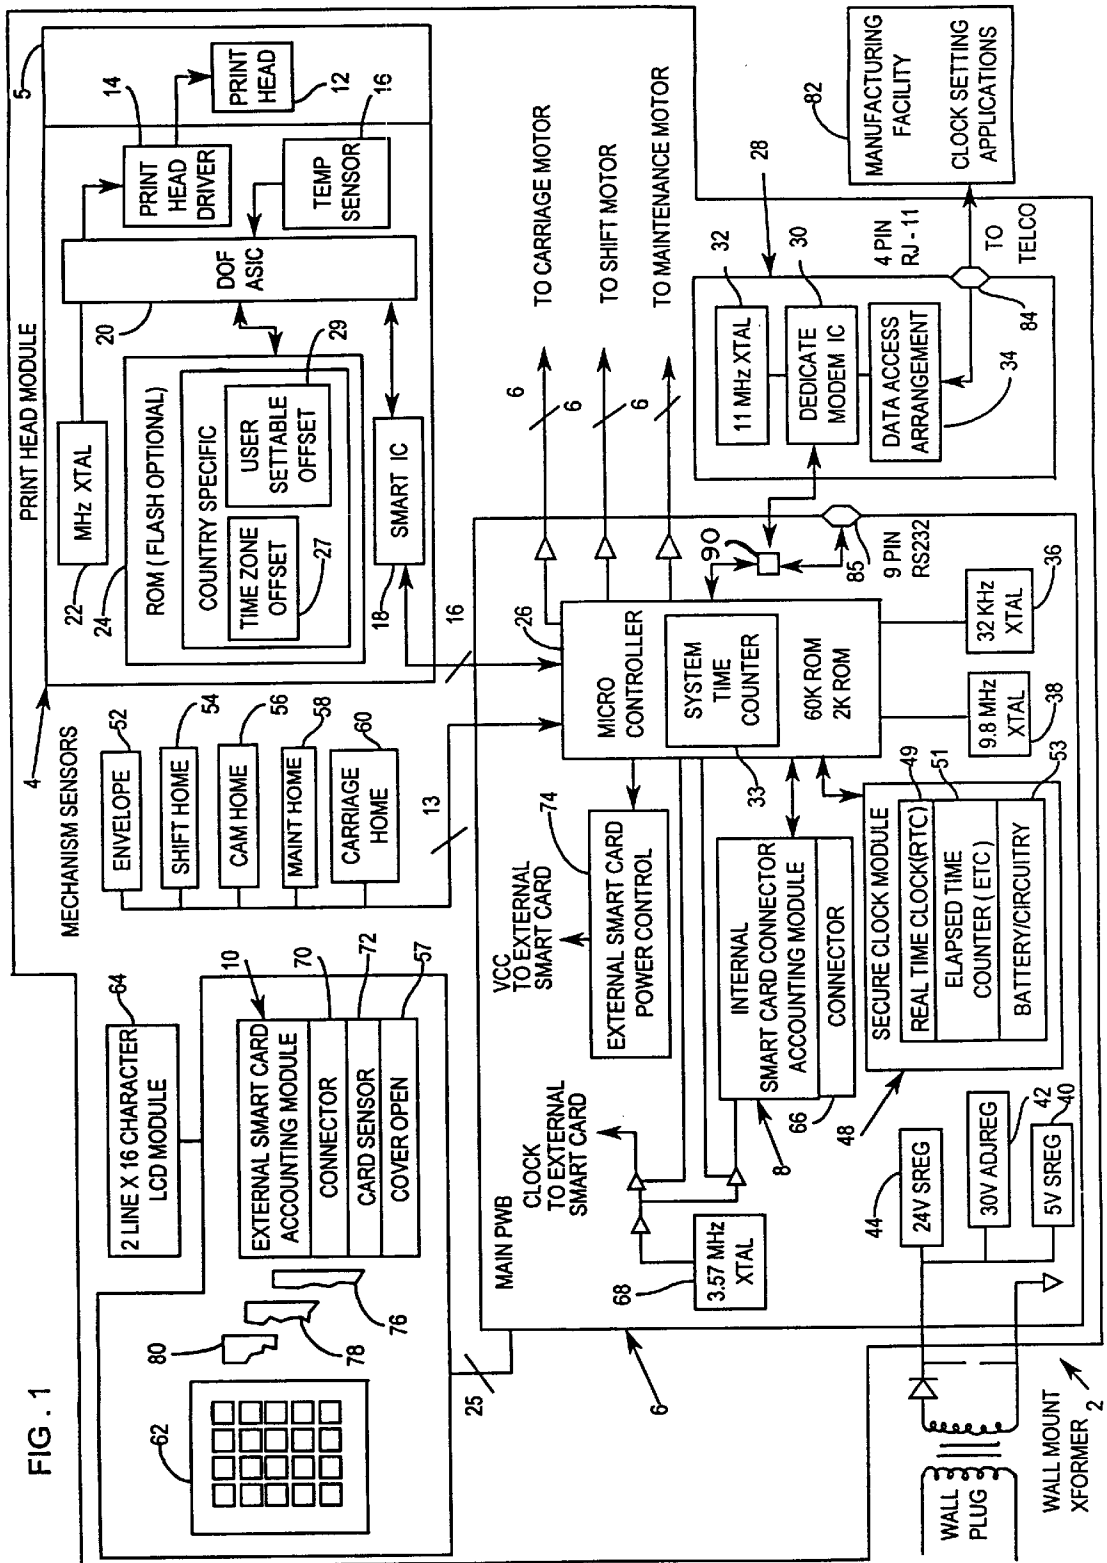 FIG. 1
62
80
78
76
25
64
2 LINE X 16 CHARACTER
LCD MODULE
10
70
72
57
EXTERNAL SMART CARD
ACCOUNTING MODULE
CONNECTOR
CARD SENSOR
COVER OPEN
MECHANISM SENSORS
52
ENVELOPE
54
SHIFT HOME
56
CAM HOME
58
MAINT HOME
60
CARRIAGE
HOME
13
4
PRINT HEAD MODULE
5
22
MHz XTAL
24
ROM ( FLASH OPTIONAL)
COUNTRY SPECIFIC
TIME ZONE
OFFSET
27
USER
SETTABLE
OFFSET
29
20
DOF
ASIC
14
PRINT
HEAD
DRIVER
PRINT
HEAD
12
TEMP
SENSOR
16
18
SMART IC
16
MAIN PWB
6
CLOCK
TO EXTERNAL
SMART CARD
68
3.57 MHz
XTAL
VCC
TO EXTERNAL
SMART CARD
74
EXTERNAL SMART CARD
POWER CONTROL
8
INTERNAL
SMART CARD CONNECTOR
ACCOUNTING MODULE
CONNECTOR
66
26
MICRO
CONTROLLER
SYSTEM
TIME
COUNTER
33
60K ROM
2K ROM
48
SECURE CLOCK MODULE
REAL TIME CLOCK(RTC)
49
ELAPSED TIME
COUNTER ( ETC )
51
BATTERY/CIRCUITRY
53
9.8 MHz
XTAL
38
32 KHz
XTAL
36
90
85
9 PIN
RS232
6
TO CARRIAGE MOTOR
6
TO SHIFT MOTOR
6
TO MAINTENANCE MOTOR
28
32
11 MHz XTAL
30
DEDICATE
MODEM IC
DATA ACCESS
ARRANGEMENT
34
4 PIN
RJ - 11
84
TO
TELCO
82
MANUFACTURING
FACILITY
CLOCK SETTING
APPLICATIONS
44
24V SREG
30V ADJREG
42
5V SREG
40
WALL
PLUG
WALL MOUNT
XFORMER
2